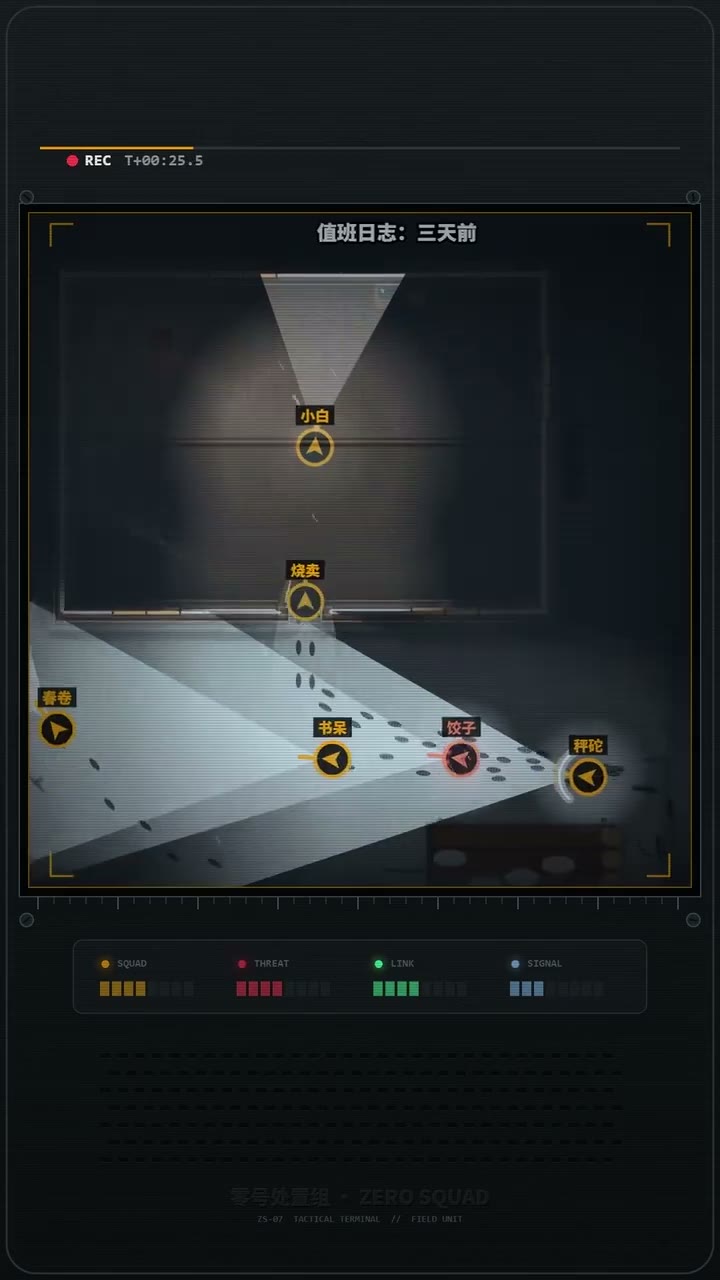 REC T+00:25.5
值班日志：三天前
小白
烧卖
春卷
书呆
饺子
秤砣
SQUAD
THREAT
LINK
SIGNAL
零号处置组 · ZERO SQUAD
ZS-07 TACTICAL TERMINAL // FIELD UNIT